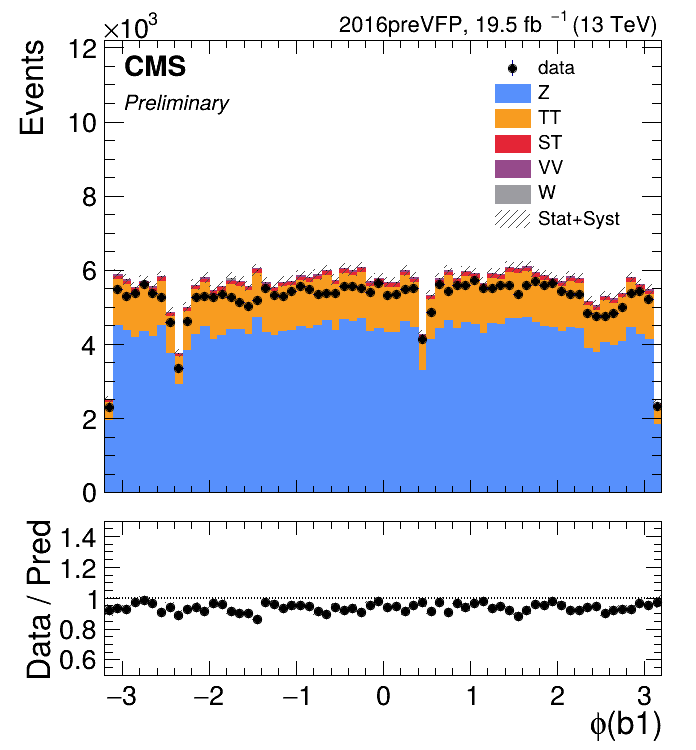 ×10³
2016preVFP, 19.5 fb ⁻¹ (13 TeV)
Events
12
10
8
6
4
2
0
CMS
Preliminary
data
Z
TT
ST
VV
W
Stat+Syst
Data / Pred
1.4
1.2
1
0.8
0.6
−3 −2 −1 0 1 2 3
ϕ(b1)